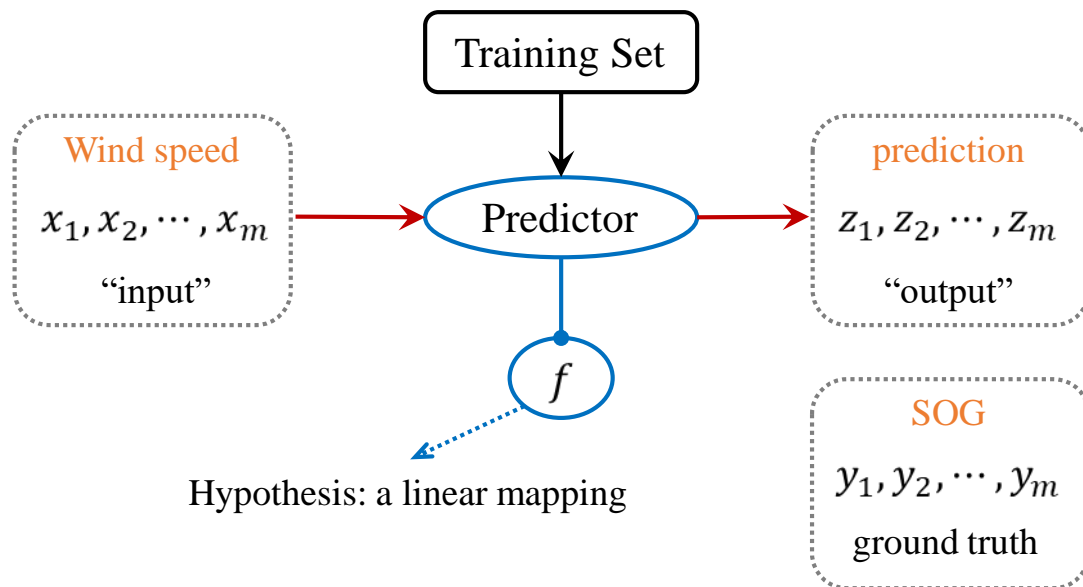 Training Set
Wind speed
x₁, x₂, ⋯, xₘ
“input”
Predictor
prediction
z₁, z₂, ⋯, zₘ
“output”
f
Hypothesis: a linear mapping
SOG
y₁, y₂, ⋯, yₘ
ground truth